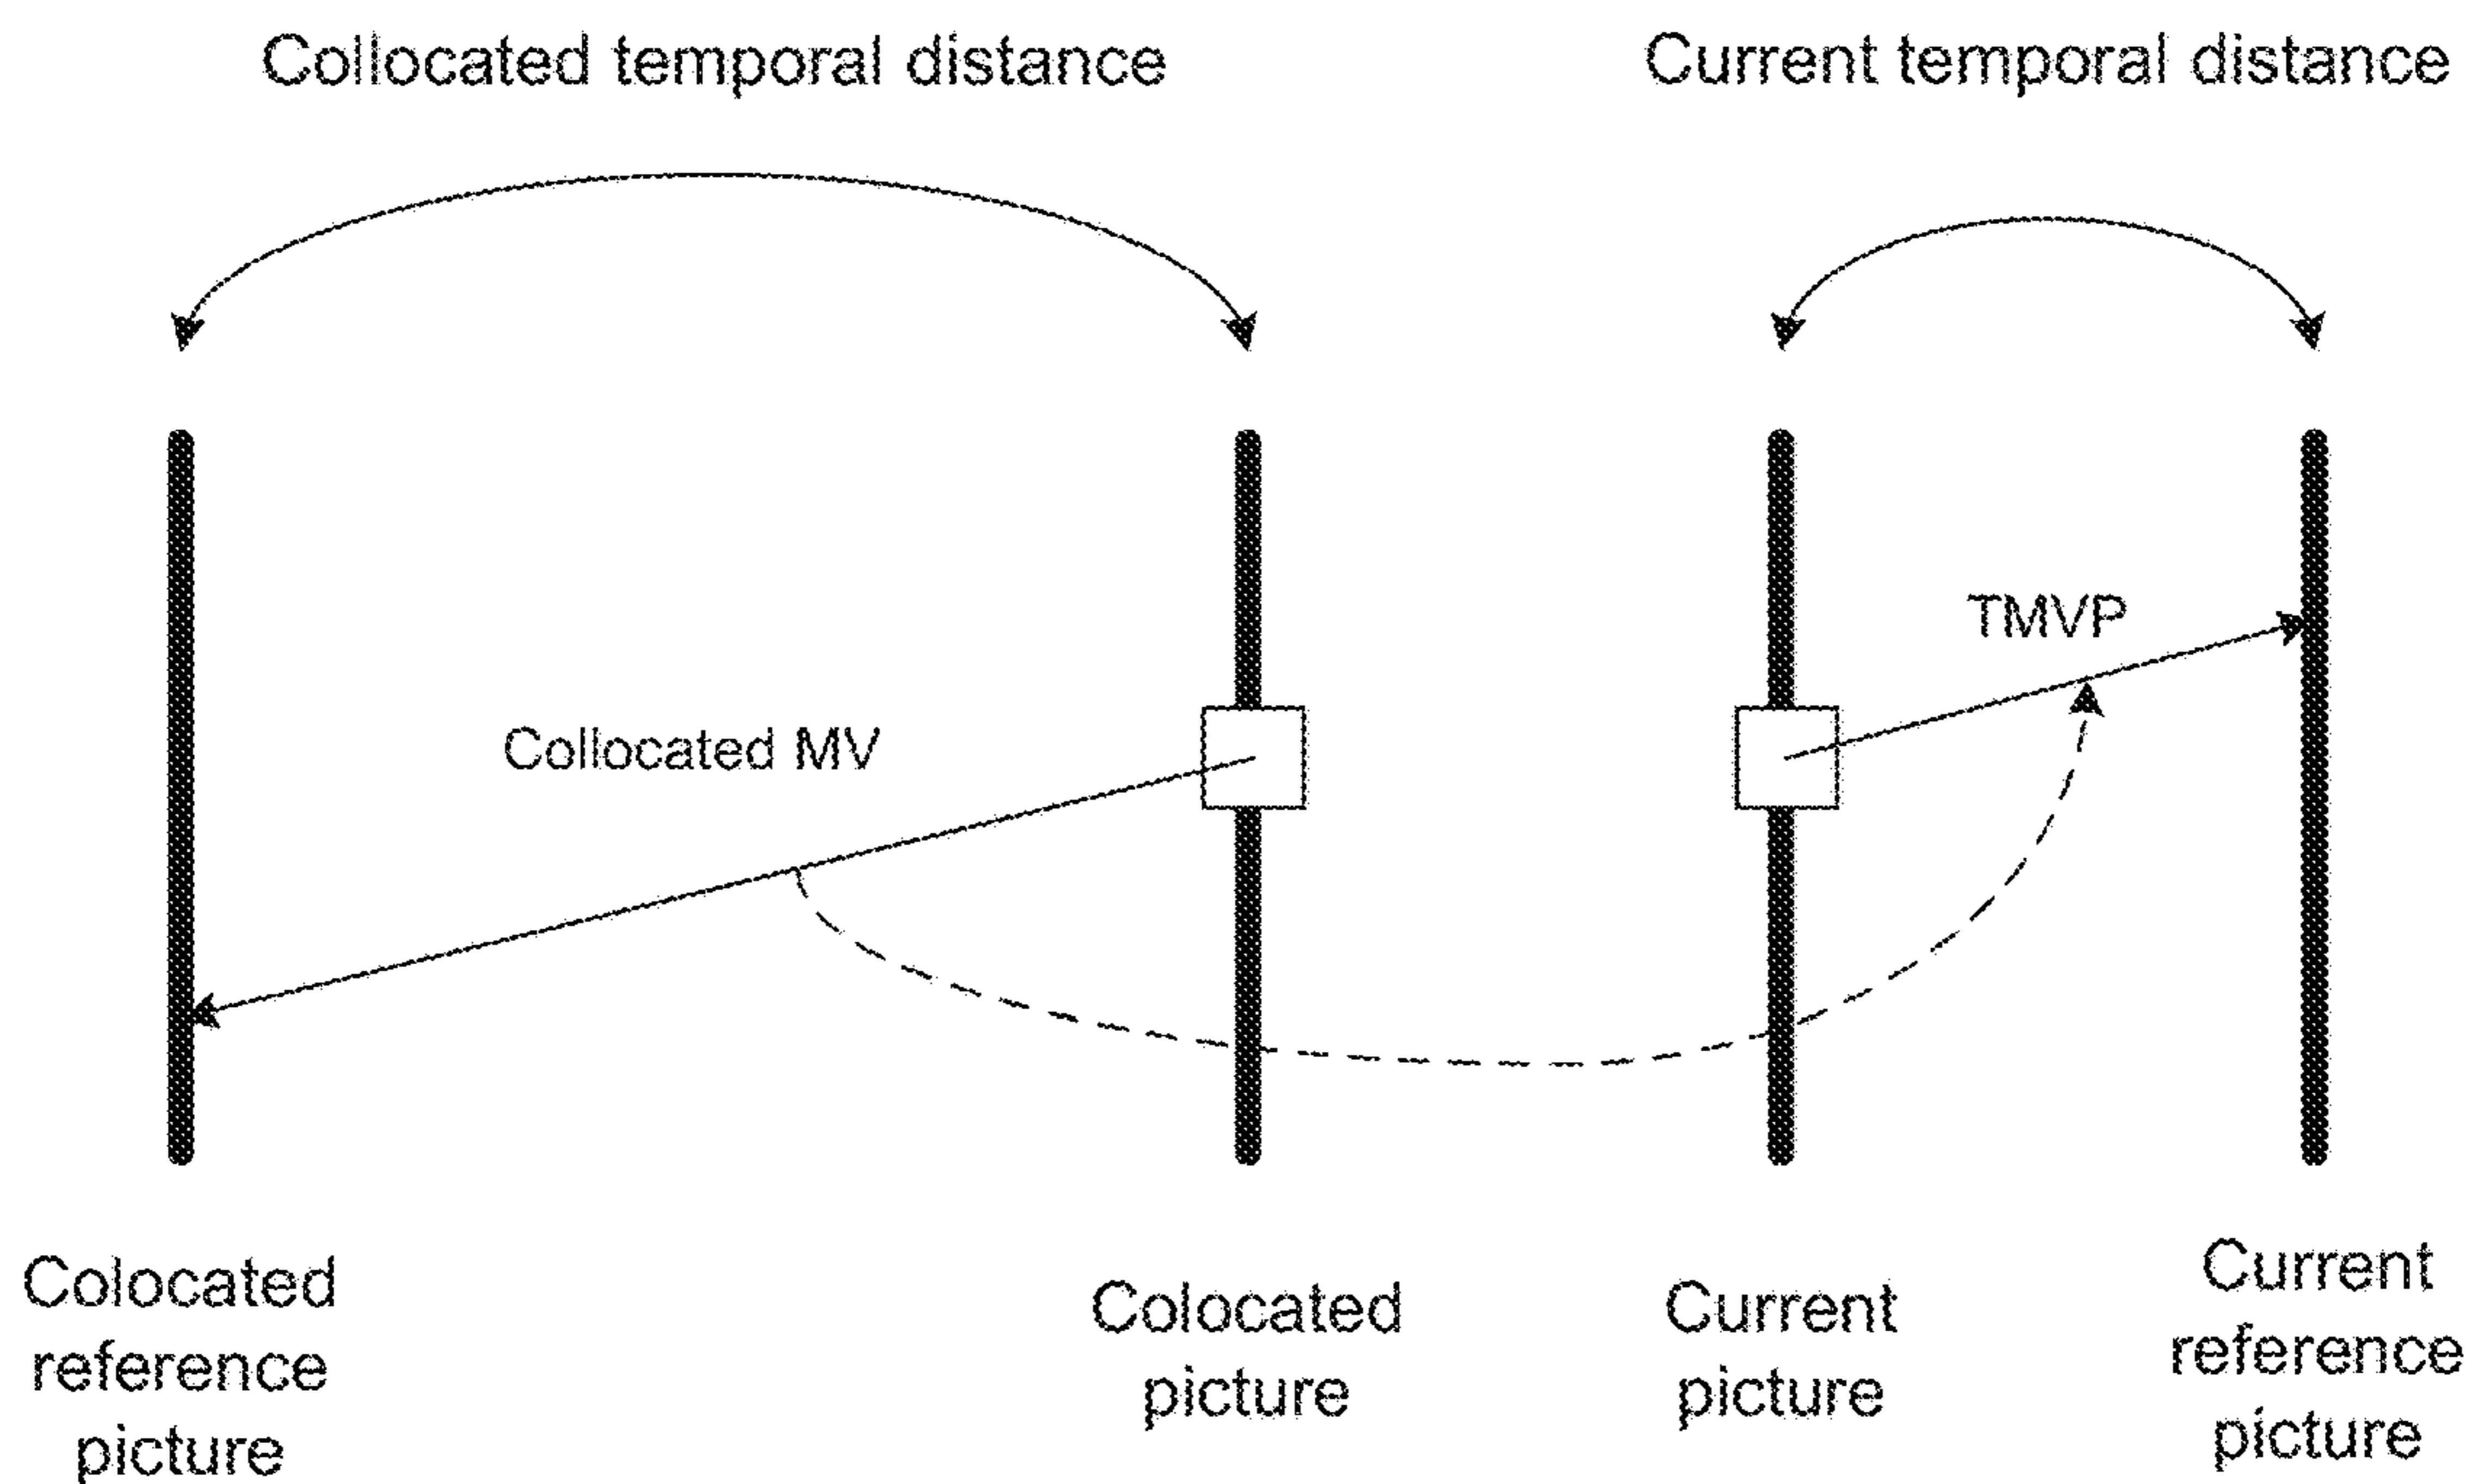 Collocated temporal distance
Current temporal distance
TMVP
Collocated MV
Colocated
reference
picture
Colocated
picture
Current
picture
Current
reference
picture